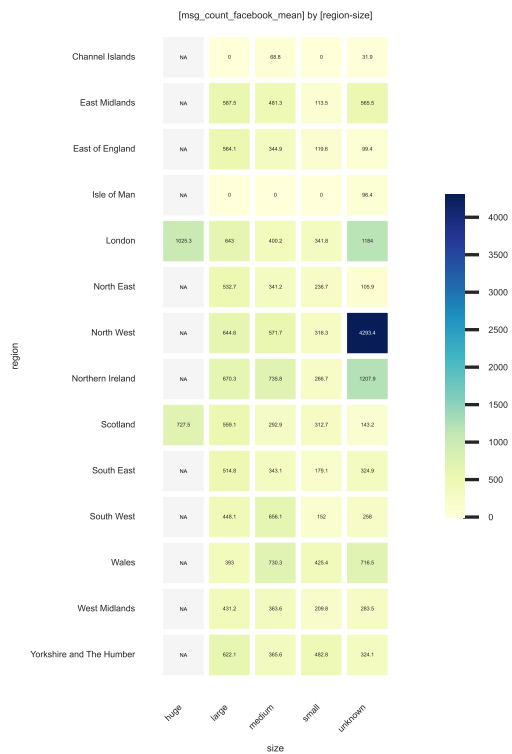 [msg_count_facebook_mean] by [region-size]
Channel Islands NA 0 68.8 31.9
East Midlands NA 587.5 481.3 113.5 565.5
East of England NA 564.1 344.9 119.6 99.4
Isle of Man NA 0 0 0 96.4
London 1025.3 643 400.2 341.8 1184
North East NA 532.7 341.2 236.7 105.9
North West NA 644.6 571.7 316.3 4293.4
Northern Ireland NA 670.3 735.8 266.7 1207.9
Scotland 727.5 559.1 292.9 312.7 143.2
South East NA 514.8 343.1 179.1 324.9
South West NA 448.1 656.1 152 258
Wales NA 393 730.3 425.4 716.5
West Midlands NA 431.2 363.6 209.8 283.5
Yorkshire and The Humber NA 622.1 365.6 482.8 324.1
huge large medium small unknown
size
region
4000
3500
3000
2500
2000
1500
1000
500
0